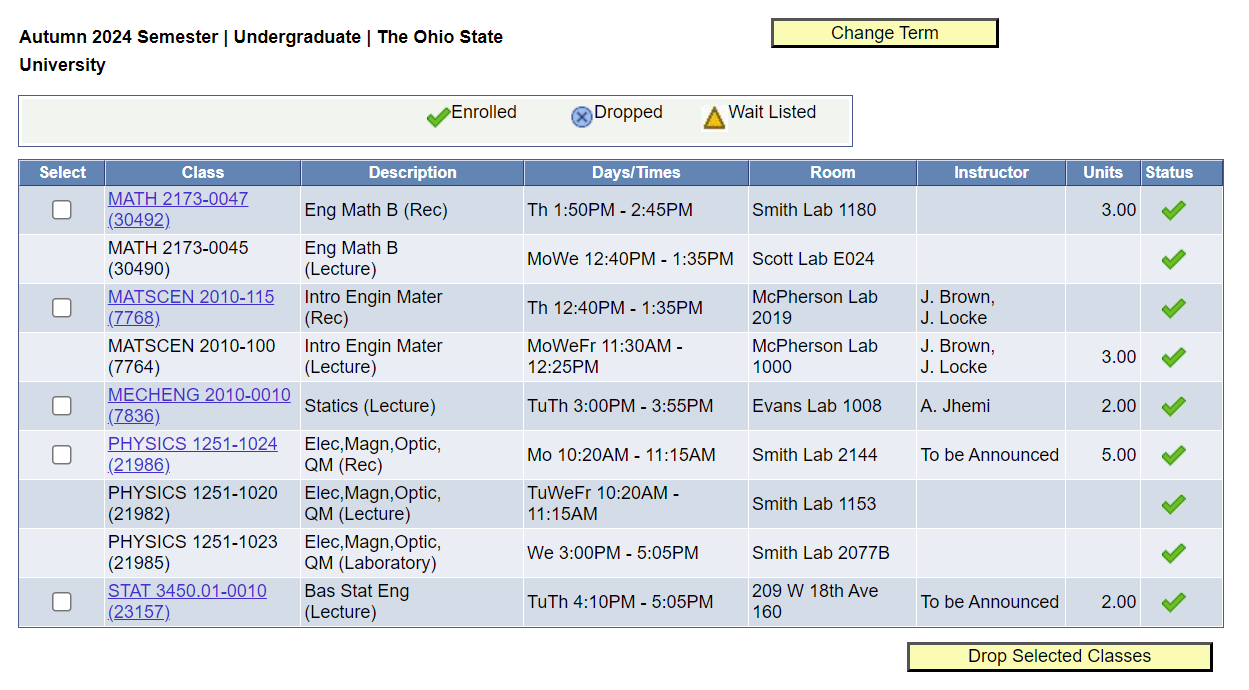 Autumn 2024 Semester | Undergraduate | The Ohio State
University
Change Term
Enrolled Dropped Wait Listed
Select Class Description Days/Times Room Instructor Units Status
MATH 2173-0047
(30492) Eng Math B (Rec) Th 1:50PM - 2:45PM Smith Lab 1180 3.00
MATH 2173-0045 Eng Math B
(30490) (Lecture) MoWe 12:40PM - 1:35PM Scott Lab E024
MATSCEN 2010-115 Intro Engin Mater McPherson Lab J. Brown,
(7768) (Rec) Th 12:40PM - 1:35PM 2019 J. Locke
MATSCEN 2010-100 Intro Engin Mater MoWeFr 11:30AM - McPherson Lab J. Brown,
(7764) (Lecture) 12:25PM 1000 J. Locke 3.00
MECHENG 2010-0010
(7836) Statics (Lecture) TuTh 3:00PM - 3:55PM Evans Lab 1008 A. Jhemi 2.00
PHYSICS 1251-1024 Elec,Magn,Optic,
(21986) QM (Rec) Mo 10:20AM - 11:15AM Smith Lab 2144 To be Announced 5.00
PHYSICS 1251-1020 Elec,Magn,Optic, TuWeFr 10:20AM -
(21982) QM (Lecture) 11:15AM Smith Lab 1153
PHYSICS 1251-1023 Elec,Magn,Optic,
(21985) QM (Laboratory) We 3:00PM - 5:05PM Smith Lab 2077B
STAT 3450.01-0010 Bas Stat Eng 209 W 18th Ave
(23157) (Lecture) TuTh 4:10PM - 5:05PM 160 To be Announced 2.00
Drop Selected Classes